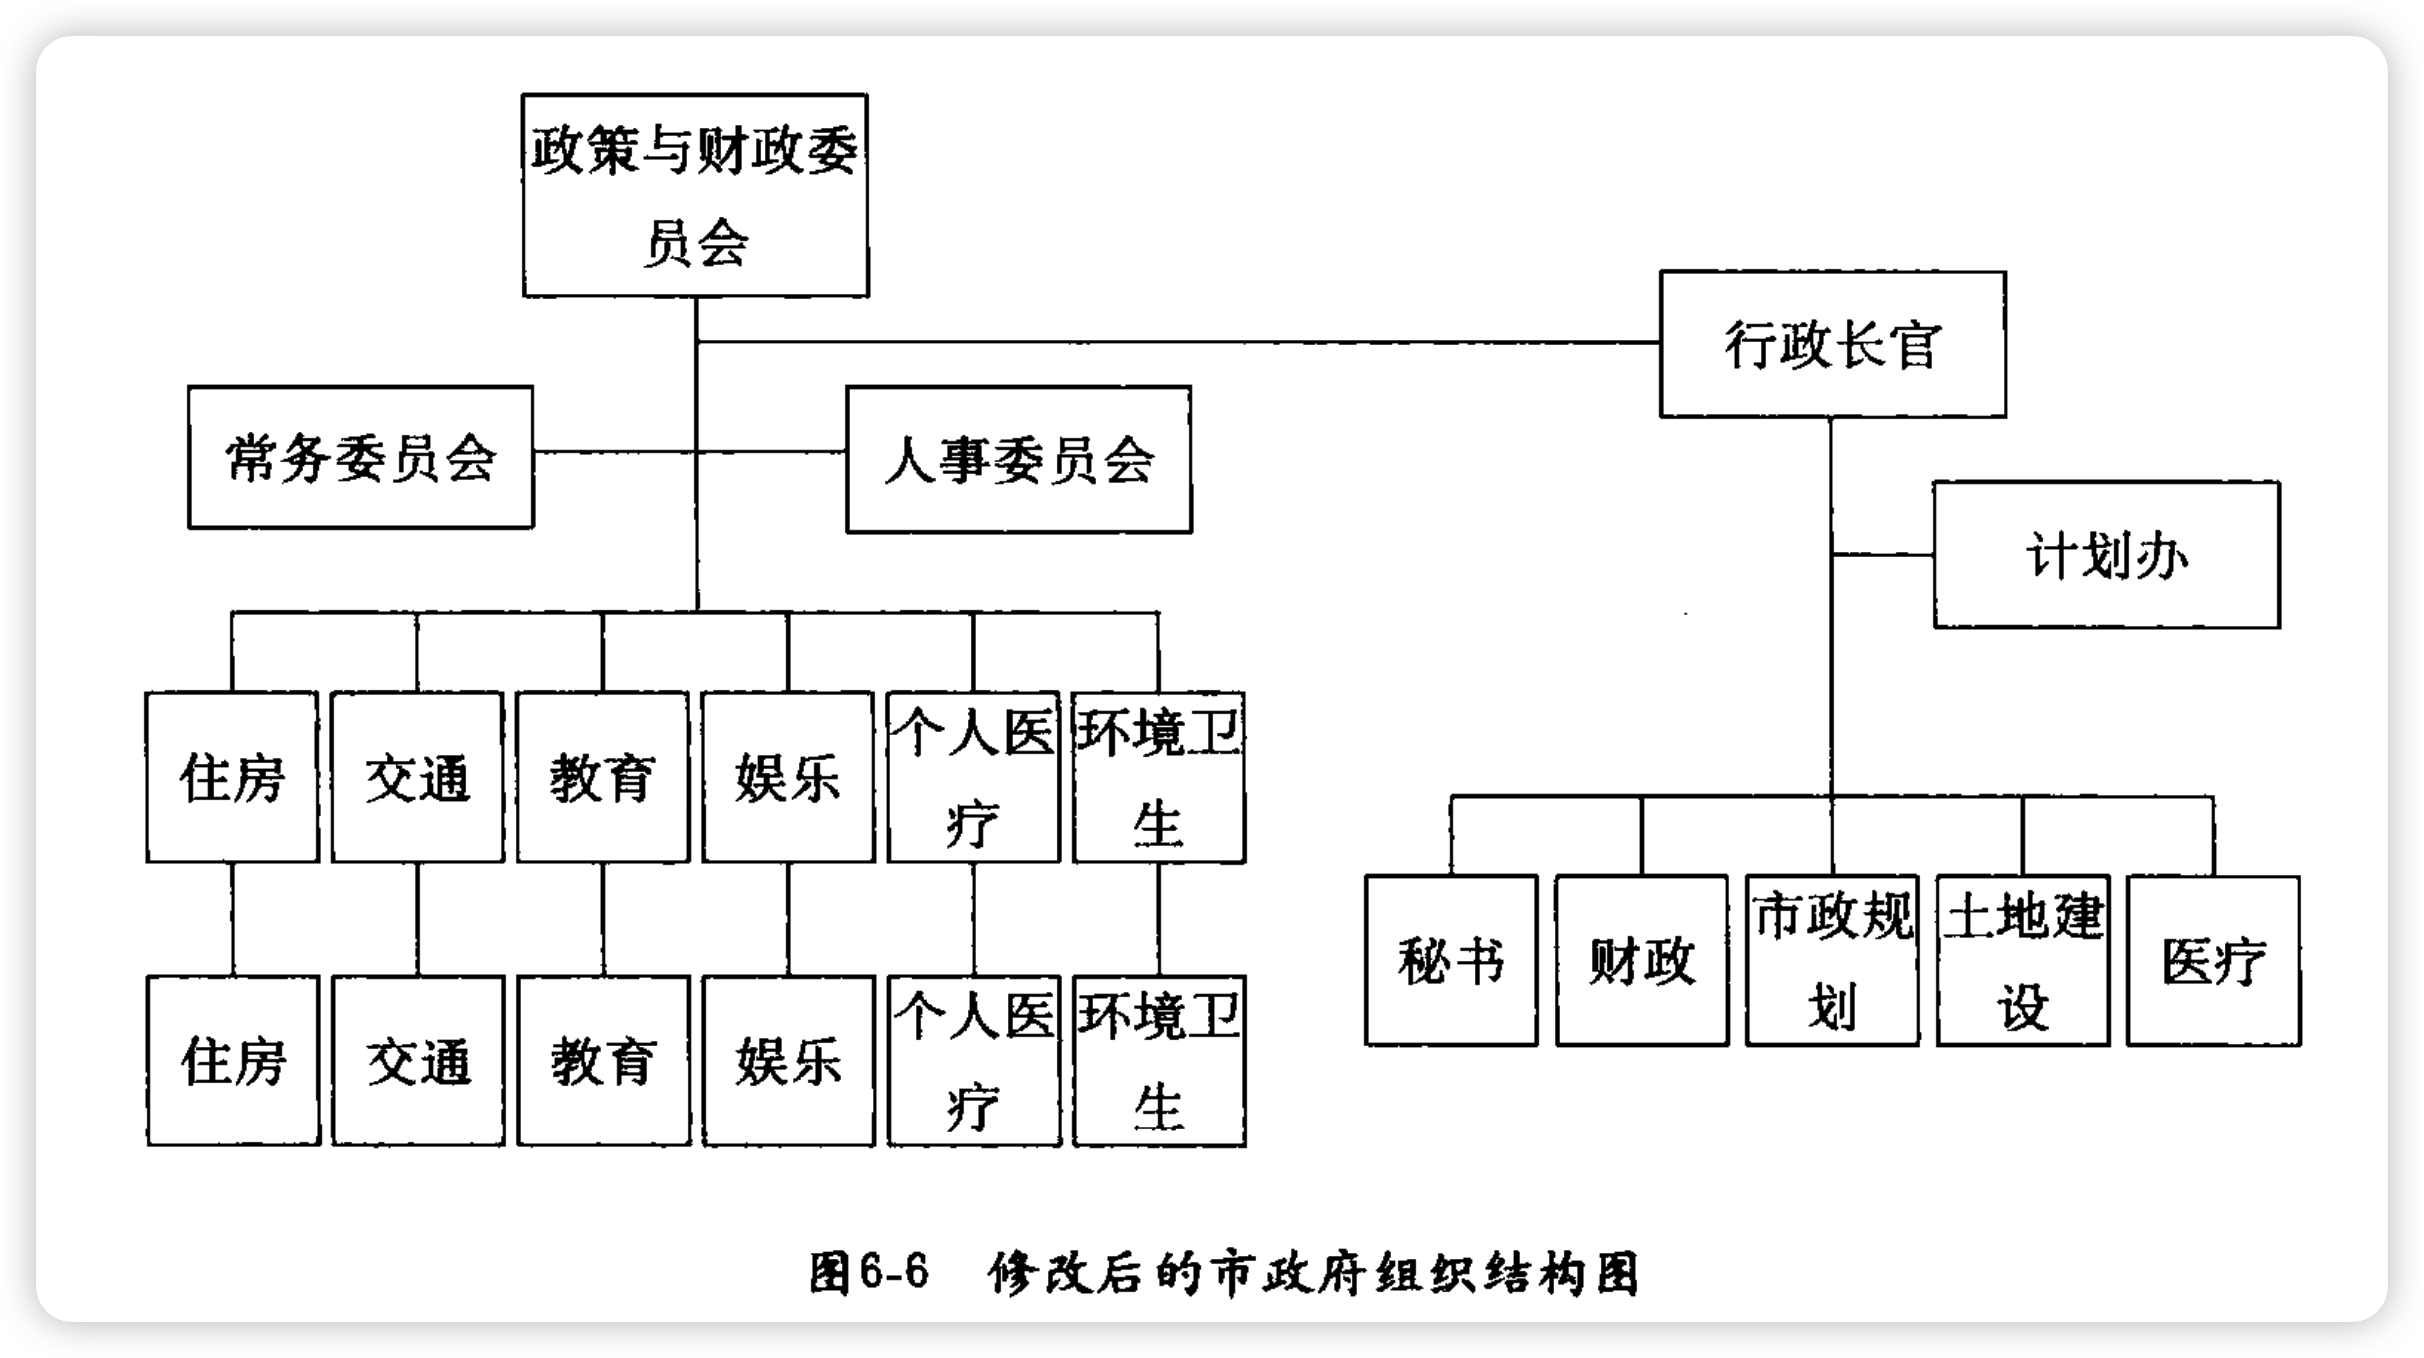 政策与财政委
员会
行政长官
常务委员会
人事委员会
计划办
住房
交通
教育
娱乐
个人医
疗
环境卫
生
住房
交通
教育
娱乐
个人医
疗
环境卫
生
秘书
财政
市政规
划
土地建
设
医疗
图6-6 修改后的市政府组织结构图